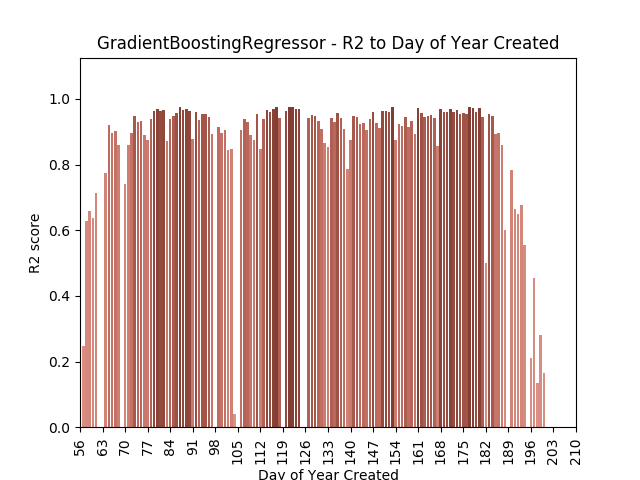 GradientBoostingRegressor - R2 to Day of Year Created
R2 score
1.0
0.8
0.6
0.4
0.2
0.0
56 63 70 77 84 91 98 105 112 119 126 133 140 147 154 161 168 175 182 189 196 203 210
Day of Year Created